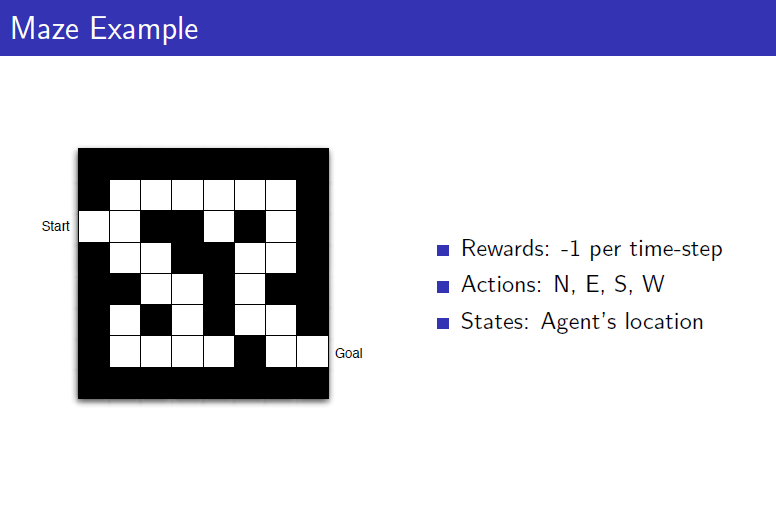 Maze Example
Start
Goal
Rewards: -1 per time-step
Actions: N, E, S, W
States: Agent's location